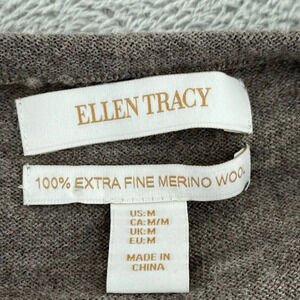 ELLEN TRACY
100% EXTRA FINE MERINO WOOL
US:M
CA:M/M
UK:M
EU:M
MADE IN
CHINA